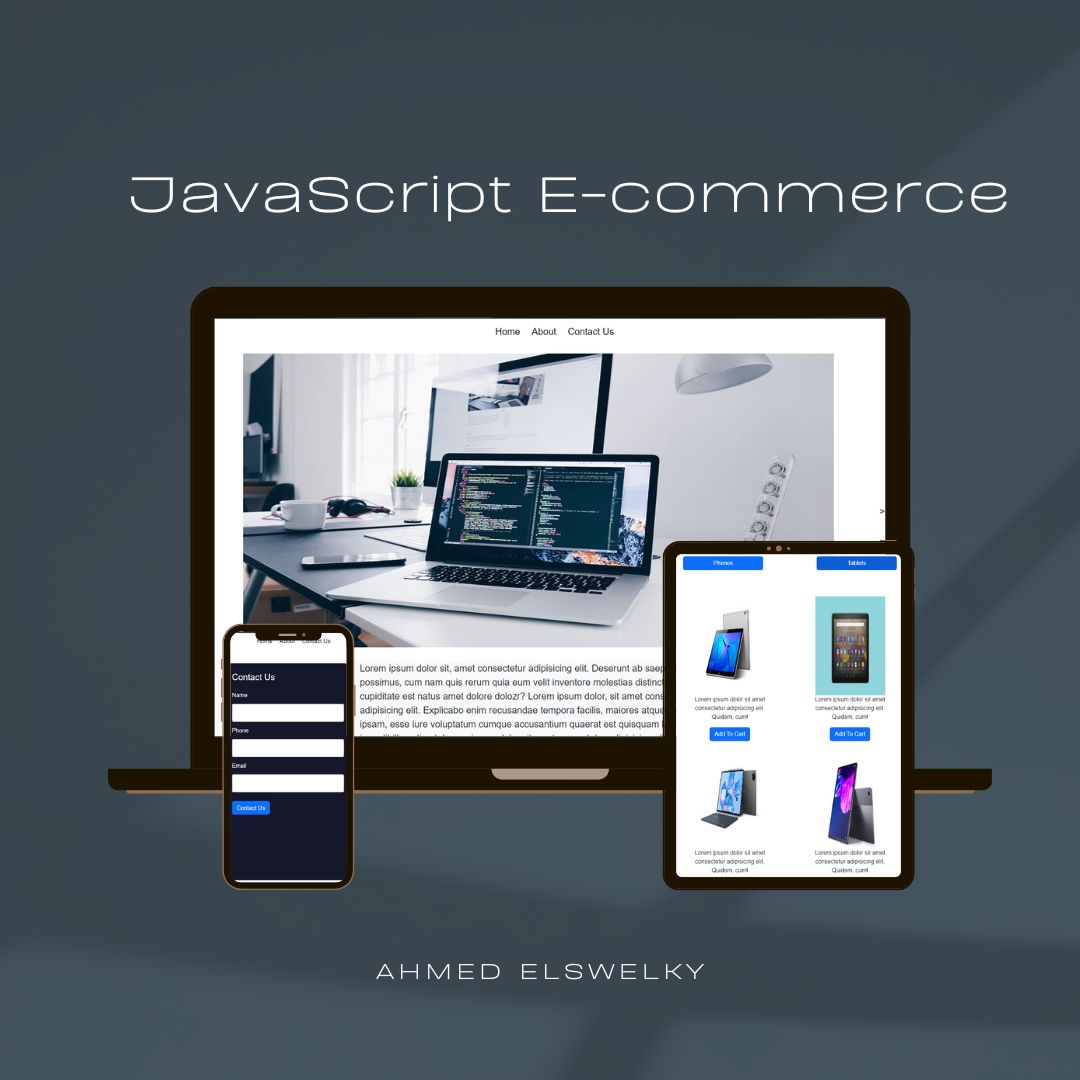 JavaScript E-commerce
Home About Contact Us
>
Lorem ipsum dolor sit, amet consectetur adipisicing elit. Deserunt ab saep
possimus, cum nam quis rerum quia eum velit inventore molestias distinct
cupiditate est natus amet dolore dolozr? Lorem ipsum dolor, sit amet cons
adipisicing elit. Explicabo enim recusandae tempora facilis, maiores atque
ipsam, esse iure voluptatum cumque accusantium quaerat est quisquam
Home About Contact Us
Contact Us
Name
Phone
Email
Contact Us
Phones Tablets
Lorem ipsum dolor sit amet
consectetur adipisicing elit.
Quidem, cum!
Add To Cart
Lorem ipsum dolor sit amet
consectetur adipisicing elit.
Quidem, cum!
Add To Cart
Lorem ipsum dolor sit amet
consectetur adipisicing elit.
Quidem, cum!
Lorem ipsum dolor sit amet
consectetur adipisicing elit.
Quidem, cum!
AHMED ELSWELKY